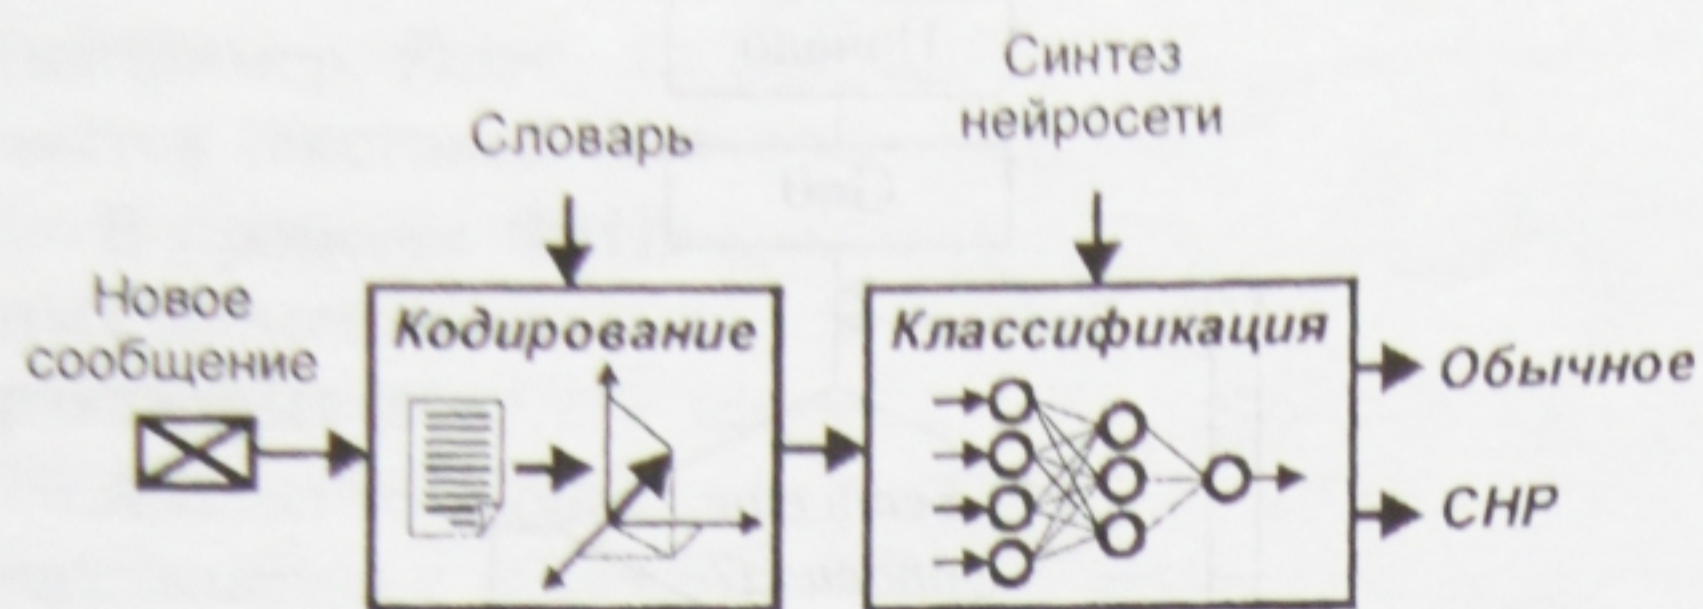 Синтез
нейросети
Словарь
Новое
сообщение
Кодирование
Классификация
Обычное
СНР